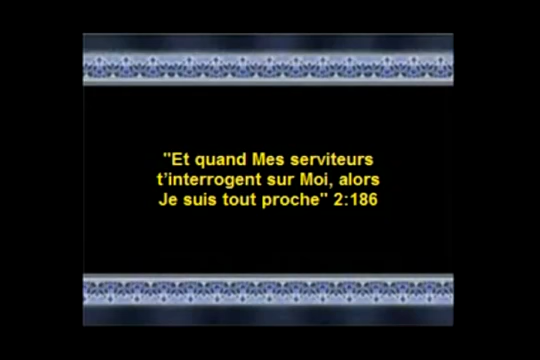 "Et quand Mes serviteurs
t'interrogent sur Moi, alors
Je suis tout proche" 2:186